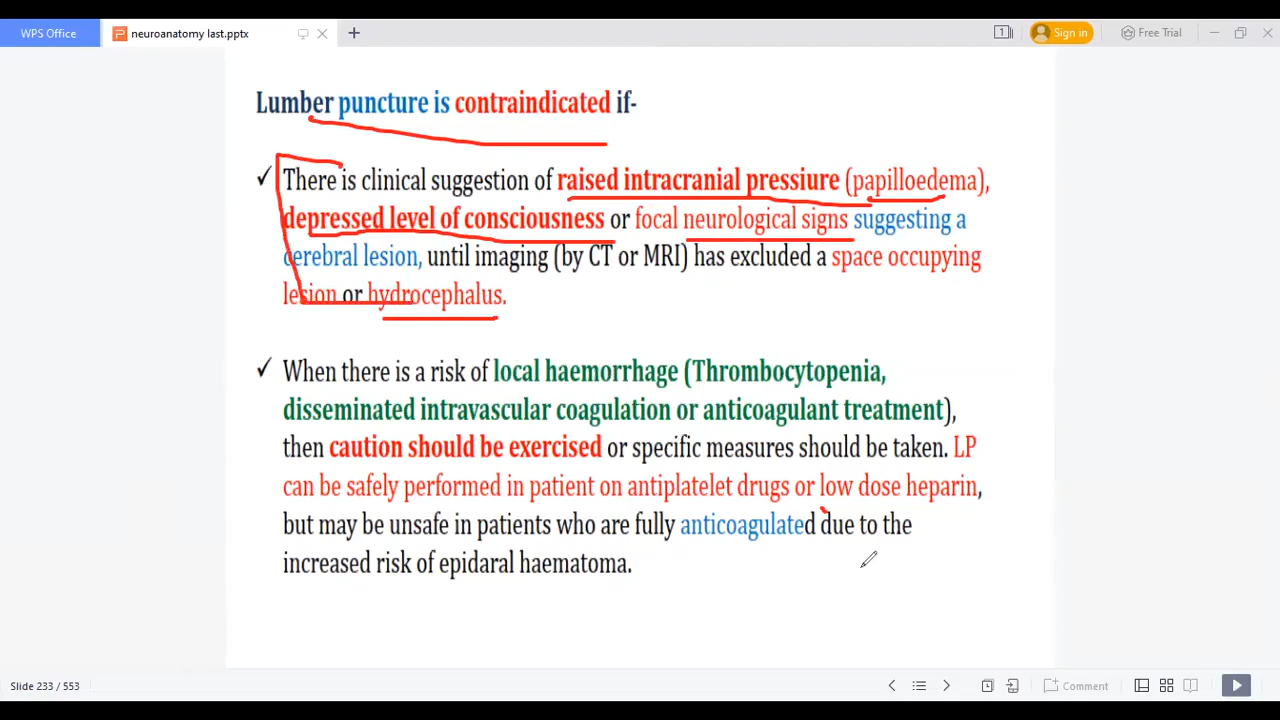 WPS Office
neuroanatomy last.pptx
1
Sign in
Free Trial
Lumber puncture is contraindicated if-
✓ There is clinical suggestion of raised intracranial pressiure (papilloedema),
depressed level of consciousness or focal neurological signs suggesting a
cerebral lesion, until imaging (by CT or MRI) has excluded a space occupying
lesion or hydrocephalus.
✓ When there is a risk of local haemorrhage (Thrombocytopenia,
disseminated intravascular coagulation or anticoagulant treatment),
then caution should be exercised or specific measures should be taken. LP
can be safely performed in patient on antiplatelet drugs or low dose heparin,
but may be unsafe in patients who are fully anticoagulated due to the
increased risk of epidaral haematoma.
Slide 233 / 553
Comment